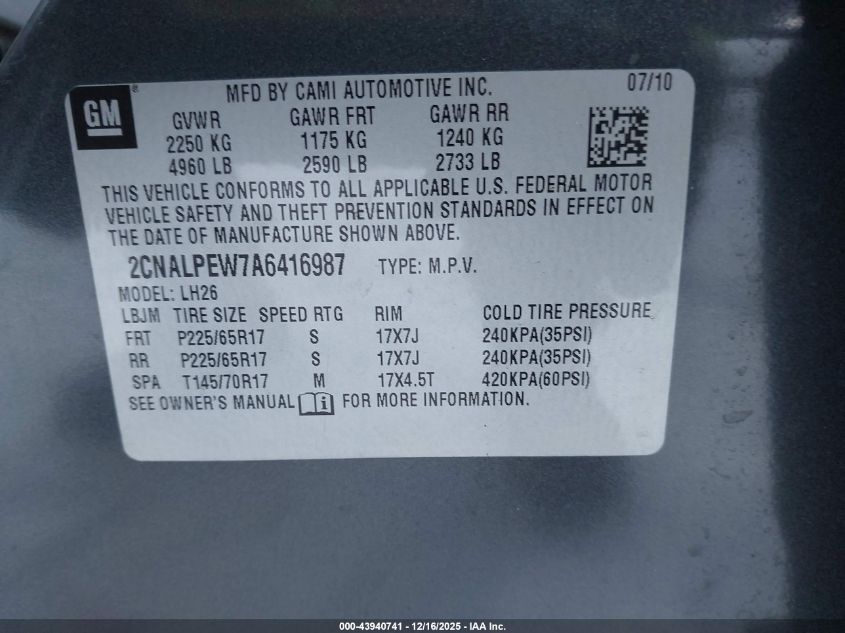 GM ®
MFD BY CAMI AUTOMOTIVE INC. 07/10
GVWR GAWR FRT GAWR RR
2250 KG 1175 KG 1240 KG
4960 LB 2590 LB 2733 LB
THIS VEHICLE CONFORMS TO ALL APPLICABLE U.S. FEDERAL MOTOR
VEHICLE SAFETY AND THEFT PREVENTION STANDARDS IN EFFECT ON
THE DATE OF MANUFACTURE SHOWN ABOVE.
2CNALPEW7A6416987 TYPE: M.P.V.
MODEL: LH26
LBJM TIRE SIZE SPEED RTG RIM COLD TIRE PRESSURE
FRT P225/65R17 S 17X7J 240KPA(35PSI)
RR P225/65R17 S 17X7J 240KPA(35PSI)
SPA T145/70R17 M 17X4.5T 420KPA(60PSI)
SEE OWNER'S MANUAL i FOR MORE INFORMATION.
000-43940741 - 12/16/2025 - IAA Inc.